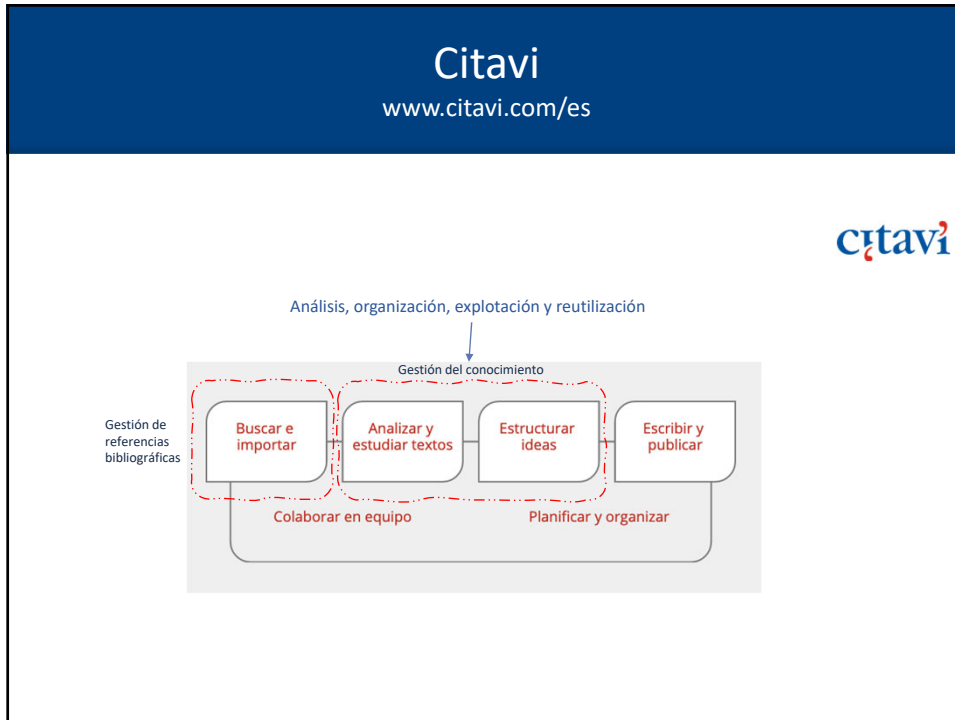 Citavi
www.citavi.com/es
citavi
Análisis, organización, explotación y reutilización
Gestión del conocimiento
Gestión de
referencias
bibliográficas
Buscar e
importar
Analizar y
estudiar textos
Estructurar
ideas
Escribir y
publicar
Colaborar en equipo
Planificar y organizar